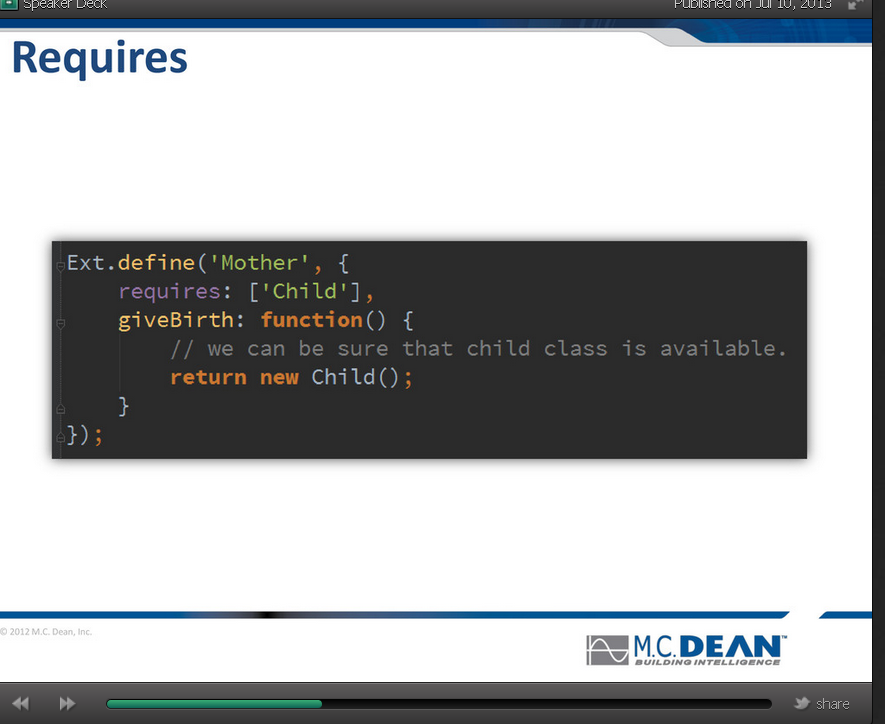 Speaker Deck
Published on Jul 10, 2013
Requires
Ext.define('Mother', {
requires: ['Child'],
giveBirth: function() {
// we can be sure that child class is available.
return new Child();
}
});
© 2012 M.C. Dean, Inc.
M.C.DEAN™
BUILDING INTELLIGENCE
share